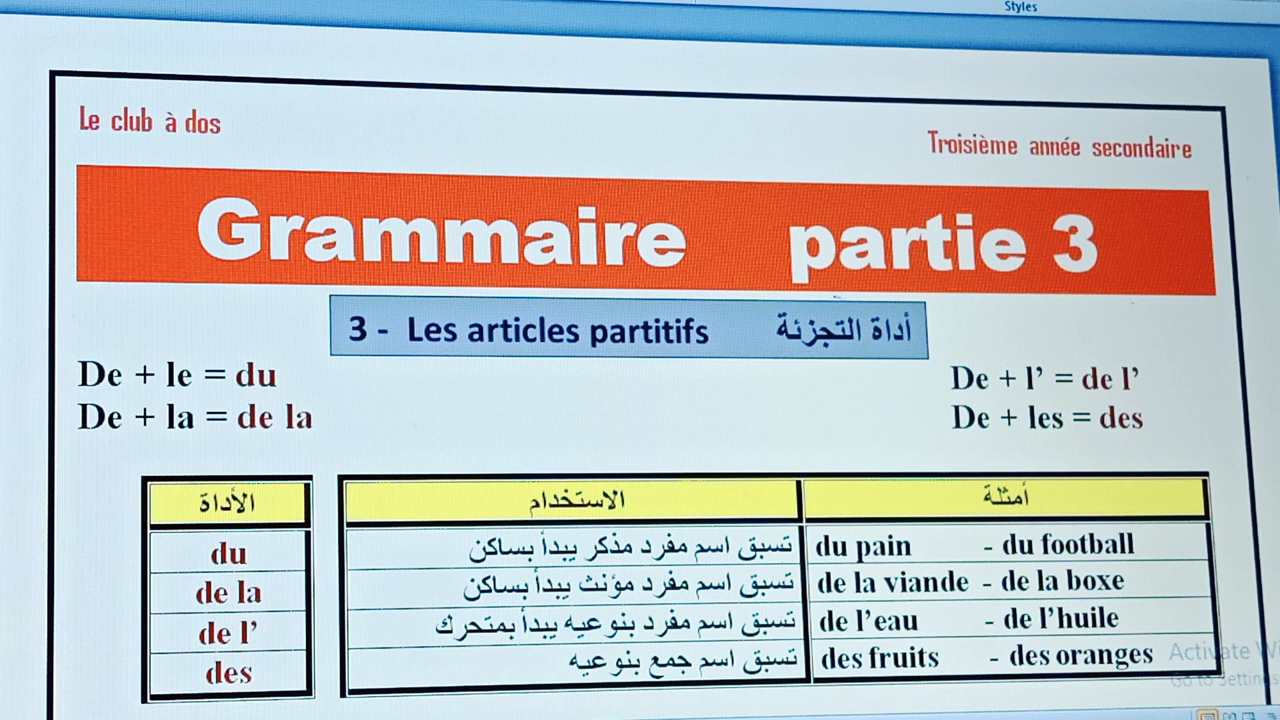 Styles
Le club à dos
Troisième année secondaire
Grammaire partie 3
3 - Les articles partitifs أداة التجزئة
De + le = du
De + l’ = de l’
De + la = de la
De + les = des
الأداة
الاستخدام
أمثلة
du
تسبق اسم مفرد مذكر يبدأ بساكن
du pain - du football
de la
تسبق اسم مفرد مؤنث يبدأ بساكن
de la viande - de la boxe
de l’
تسبق اسم مفرد بنوعيه يبدأ بمتحرك
de l’eau - de l’huile
des
تسبق اسم جمع بنوعيه
des fruits - des oranges
Activate
Go to Settings